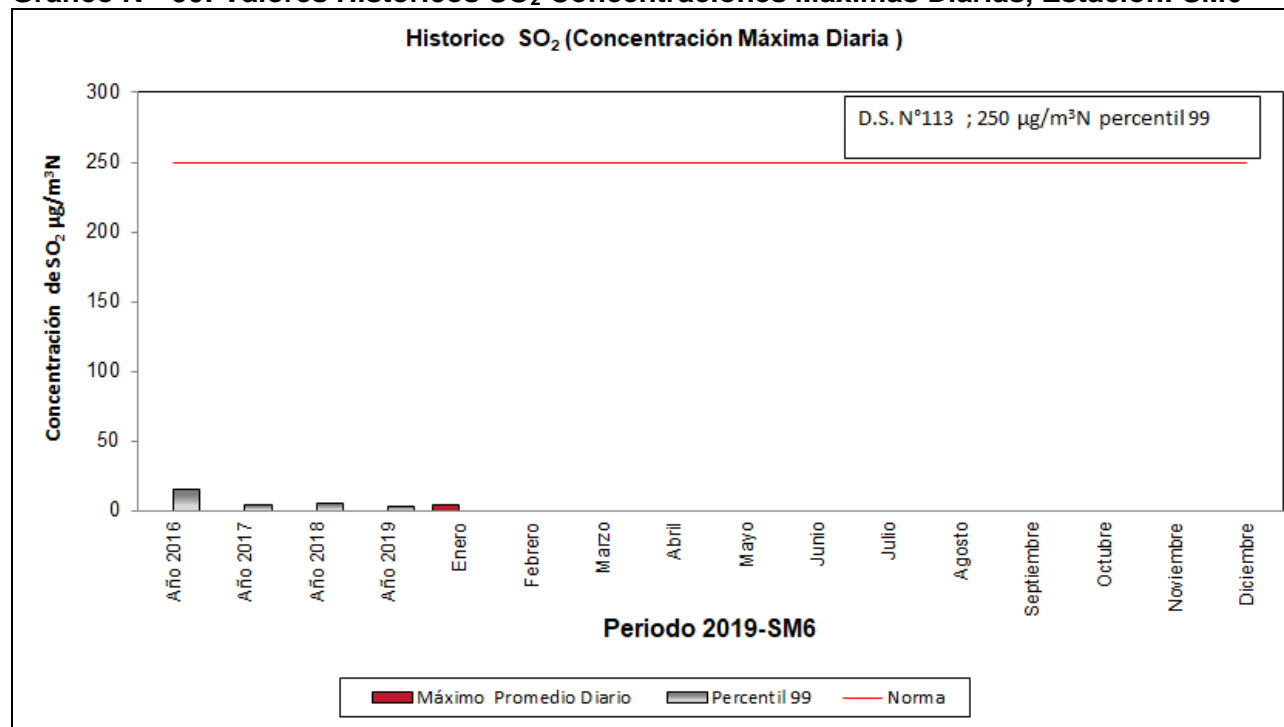 Historico SO₂ (Concentración Máxima Diaria )
D.S. N°113 ; 250 µg/m³N percentil 99
Concentración de SO₂ µg/m³N
300
250
200
150
100
50
0
Año 2016
Año 2017
Año 2018
Año 2019
Enero
Febrero
Marzo
Abril
Mayo
Junio
Julio
Agosto
Septiembre
Octubre
Noviembre
Diciembre
Periodo 2019-SM6
Máximo Promedio Diario
Percentil 99
Norma